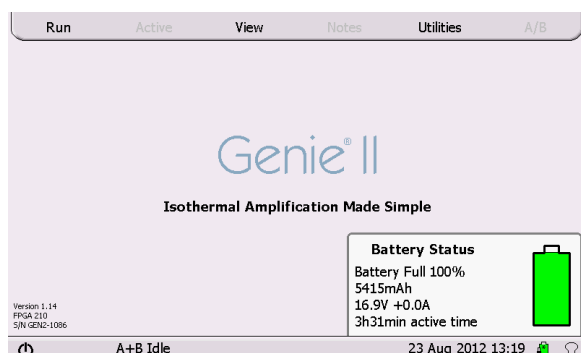 Run Active View Notes Utilities A/B
Genie® II
Isothermal Amplification Made Simple
Battery Status
Battery Full 100%
5415mAh
16.9V +0.0A
3h31min active time
Version 1.14
FPGA 210
S/N GEN2-1086
A+B Idle 23 Aug 2012 13:19